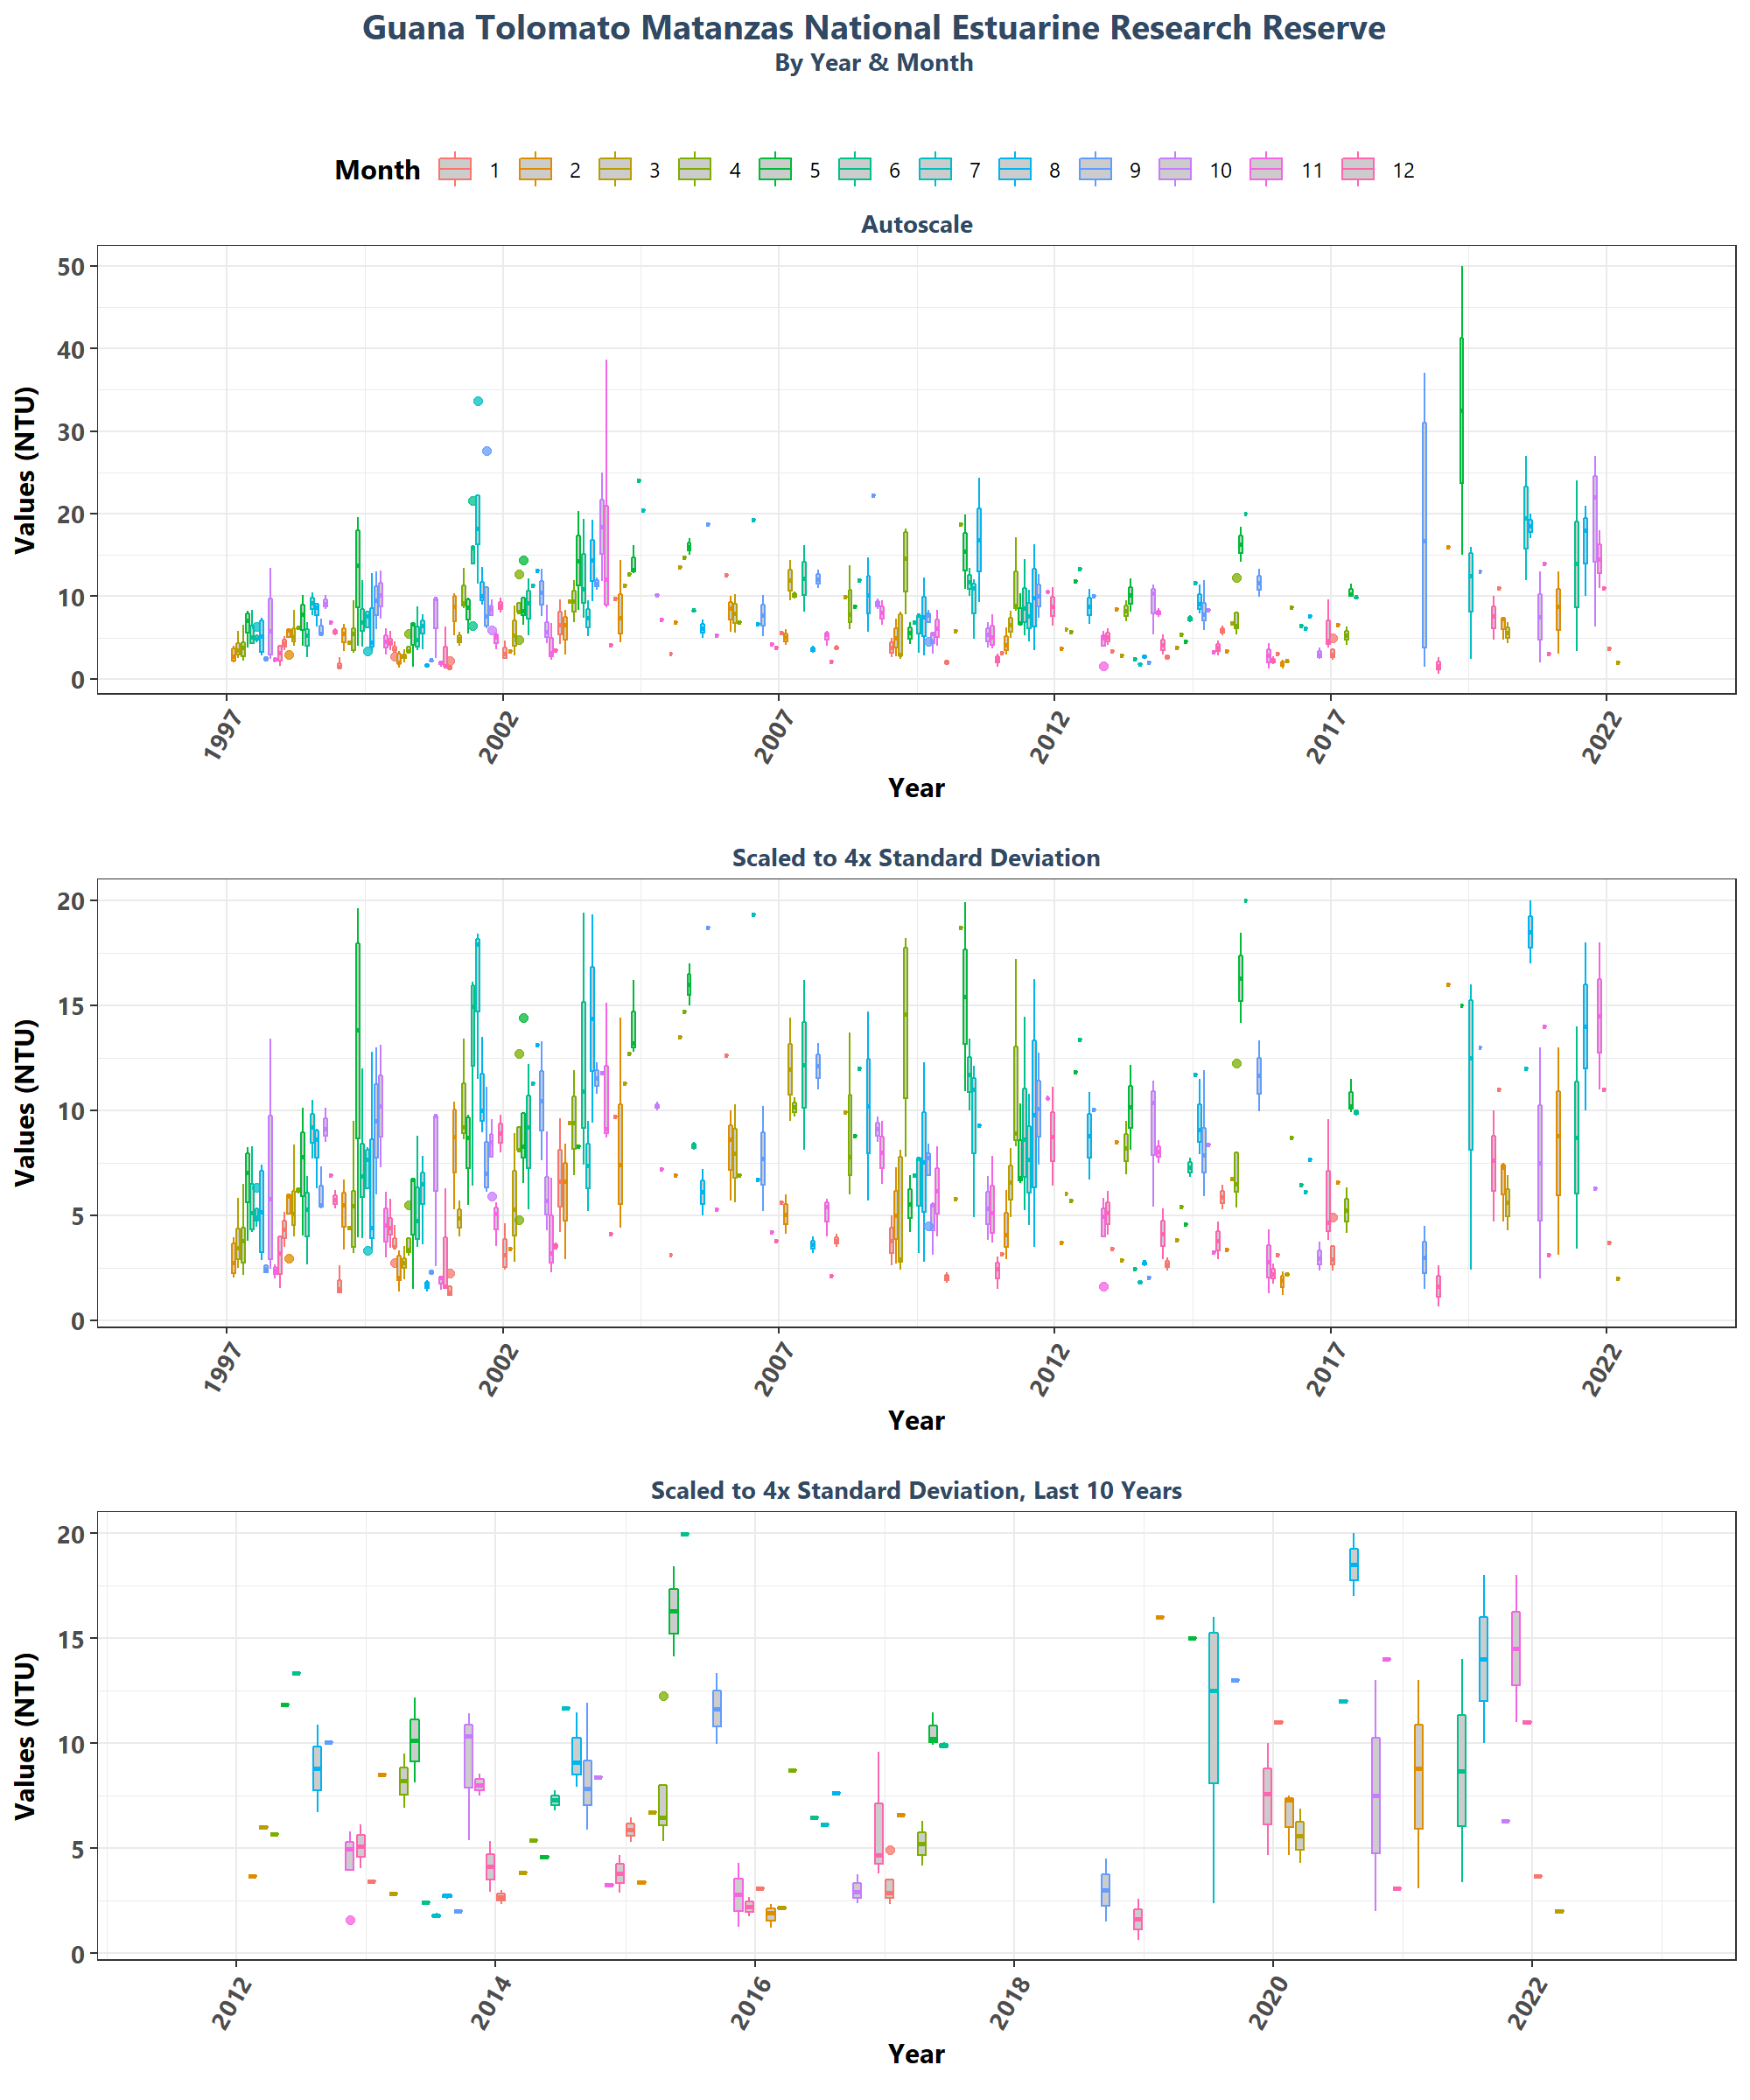 Guana Tolomato Matanzas National Estuarine Research Reserve
By Year & Month
Month 1 2 3 4 5 6 7 8 9 10 11 12
Autoscale
Values (NTU)
50
40
30
20
10
0
1997 2002 2007 2012 2017 2022
Year
Scaled to 4x Standard Deviation
Values (NTU)
20
15
10
5
0
1997 2002 2007 2012 2017 2022
Year
Scaled to 4x Standard Deviation, Last 10 Years
Values (NTU)
20
15
10
5
0
2012 2014 2016 2018 2020 2022
Year